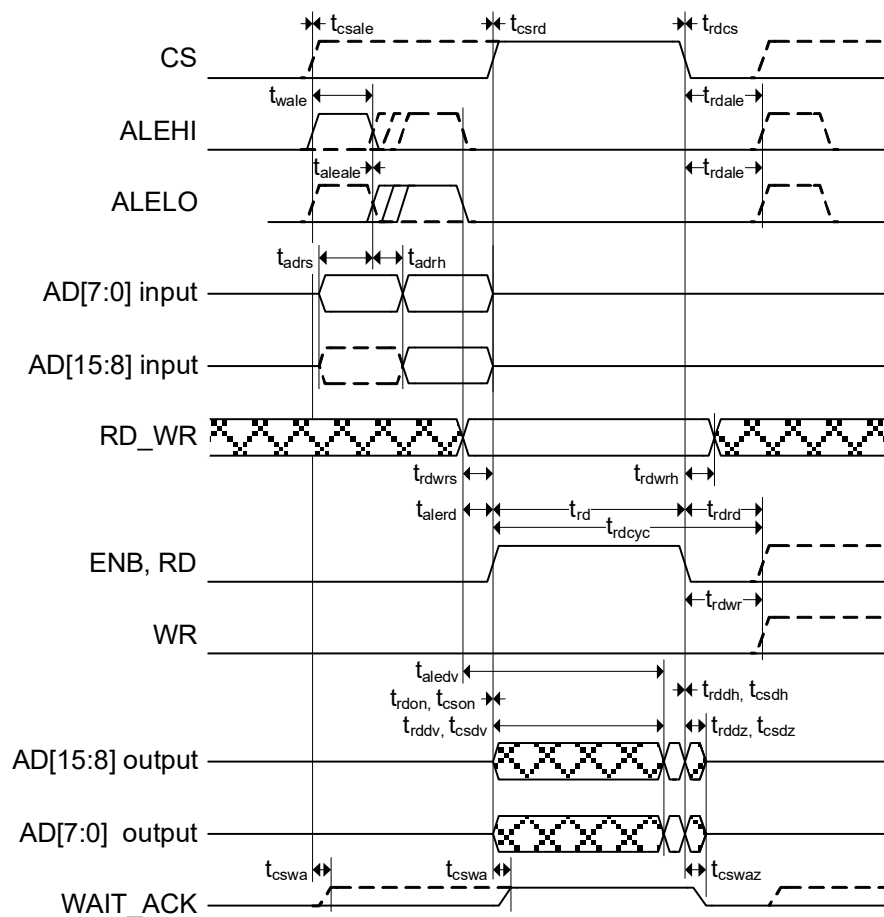 t_csale t_csrd t_rdcs
CS
t_wale t_rdale
ALEHI
t_aleale t_rdale
ALELO
t_adrs t_adrh
AD[7:0] input
AD[15:8] input
RD_WR
t_rdwrs t_rdwrh
t_alerd t_rd t_rdrd
t_rdcyc
ENB, RD
t_rdwr
WR
t_aledv
t_rdon, t_cson t_rddh, t_csdh
t_rddv, t_csdv t_rddz, t_csdz
AD[15:8] output
AD[7:0] output
t_cswa t_cswa t_cswaz
WAIT_ACK